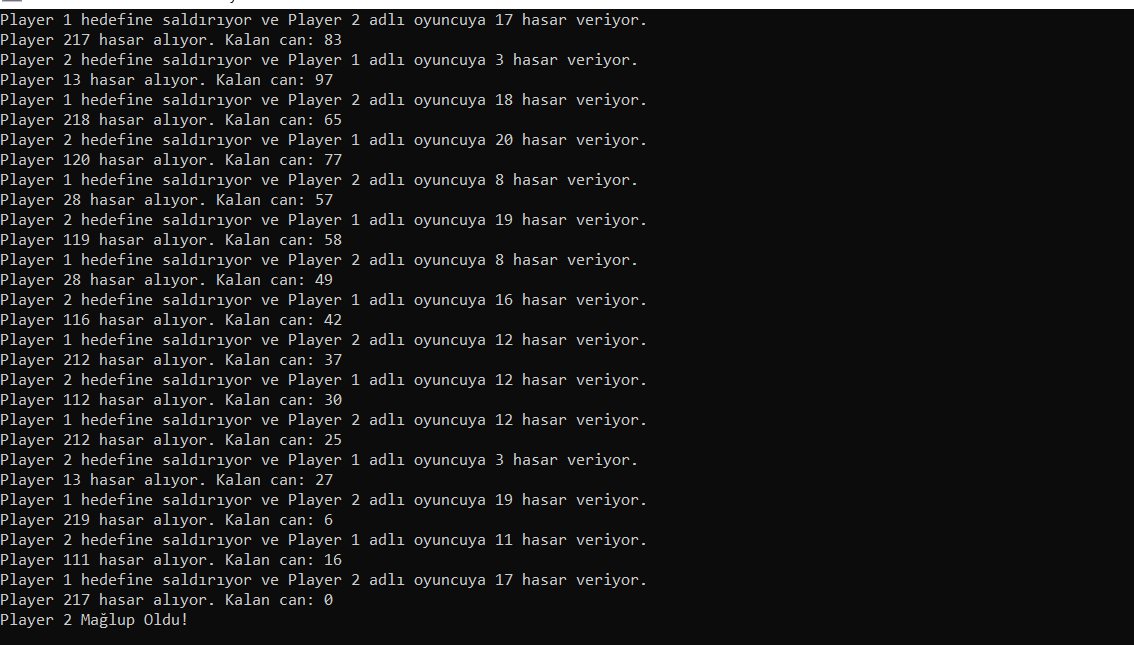 Player 1 hedefine saldırıyor ve Player 2 adlı oyuncuya 17 hasar veriyor.
Player 217 hasar alıyor. Kalan can: 83
Player 2 hedefine saldırıyor ve Player 1 adlı oyuncuya 3 hasar veriyor.
Player 13 hasar alıyor. Kalan can: 97
Player 1 hedefine saldırıyor ve Player 2 adlı oyuncuya 18 hasar veriyor.
Player 218 hasar alıyor. Kalan can: 65
Player 2 hedefine saldırıyor ve Player 1 adlı oyuncuya 20 hasar veriyor.
Player 120 hasar alıyor. Kalan can: 77
Player 1 hedefine saldırıyor ve Player 2 adlı oyuncuya 8 hasar veriyor.
Player 28 hasar alıyor. Kalan can: 57
Player 2 hedefine saldırıyor ve Player 1 adlı oyuncuya 19 hasar veriyor.
Player 119 hasar alıyor. Kalan can: 58
Player 1 hedefine saldırıyor ve Player 2 adlı oyuncuya 8 hasar veriyor.
Player 28 hasar alıyor. Kalan can: 49
Player 2 hedefine saldırıyor ve Player 1 adlı oyuncuya 16 hasar veriyor.
Player 116 hasar alıyor. Kalan can: 42
Player 1 hedefine saldırıyor ve Player 2 adlı oyuncuya 12 hasar veriyor.
Player 212 hasar alıyor. Kalan can: 37
Player 2 hedefine saldırıyor ve Player 1 adlı oyuncuya 12 hasar veriyor.
Player 112 hasar alıyor. Kalan can: 30
Player 1 hedefine saldırıyor ve Player 2 adlı oyuncuya 12 hasar veriyor.
Player 212 hasar alıyor. Kalan can: 25
Player 2 hedefine saldırıyor ve Player 1 adlı oyuncuya 3 hasar veriyor.
Player 13 hasar alıyor. Kalan can: 27
Player 1 hedefine saldırıyor ve Player 2 adlı oyuncuya 19 hasar veriyor.
Player 219 hasar alıyor. Kalan can: 6
Player 2 hedefine saldırıyor ve Player 1 adlı oyuncuya 11 hasar veriyor.
Player 111 hasar alıyor. Kalan can: 16
Player 1 hedefine saldırıyor ve Player 2 adlı oyuncuya 17 hasar veriyor.
Player 217 hasar alıyor. Kalan can: 0
Player 2 Mağlup Oldu!